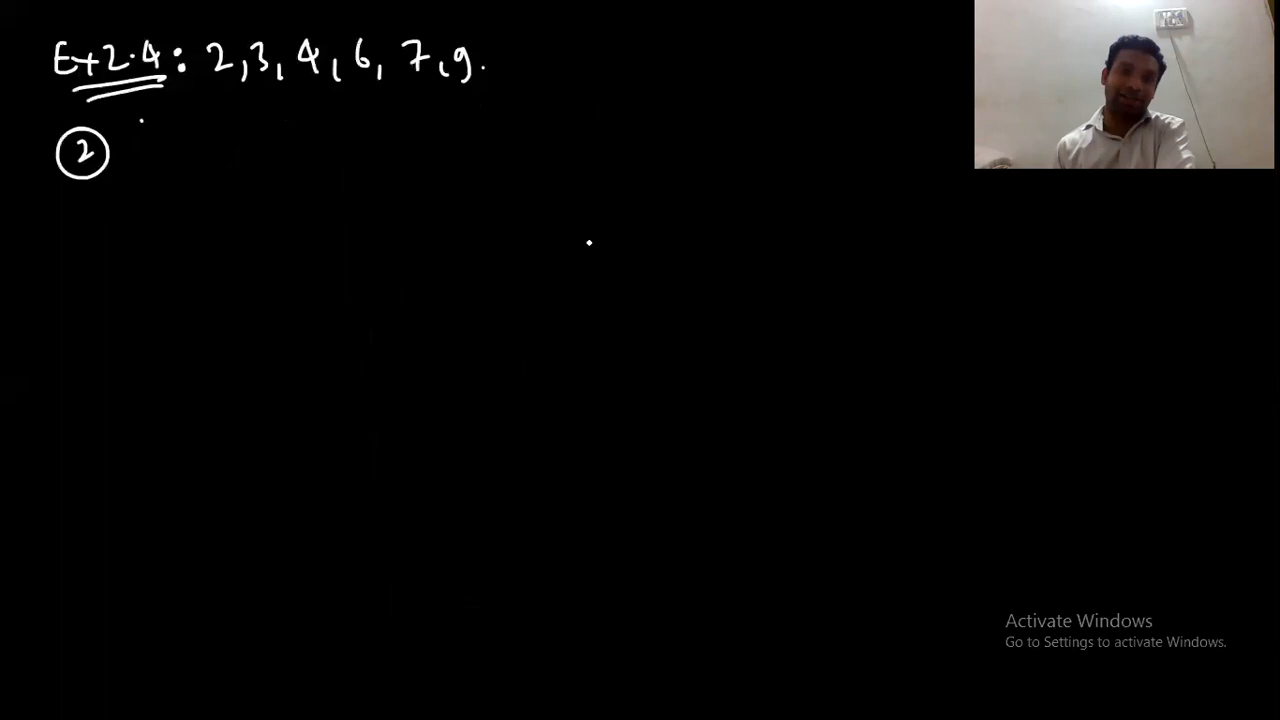 Ex 2.4: 2, 3, 4, 6, 7, 9.
2
Activate Windows
Go to Settings to activate Windows.